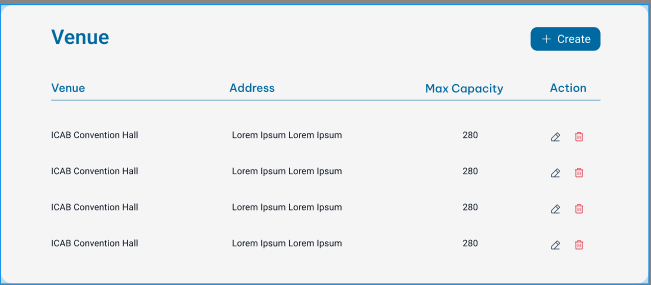 Venue
+ Create
Venue Address Max Capacity Action
ICAB Convention Hall Lorem Ipsum Lorem Ipsum 280
ICAB Convention Hall Lorem Ipsum Lorem Ipsum 280
ICAB Convention Hall Lorem Ipsum Lorem Ipsum 280
ICAB Convention Hall Lorem Ipsum Lorem Ipsum 280